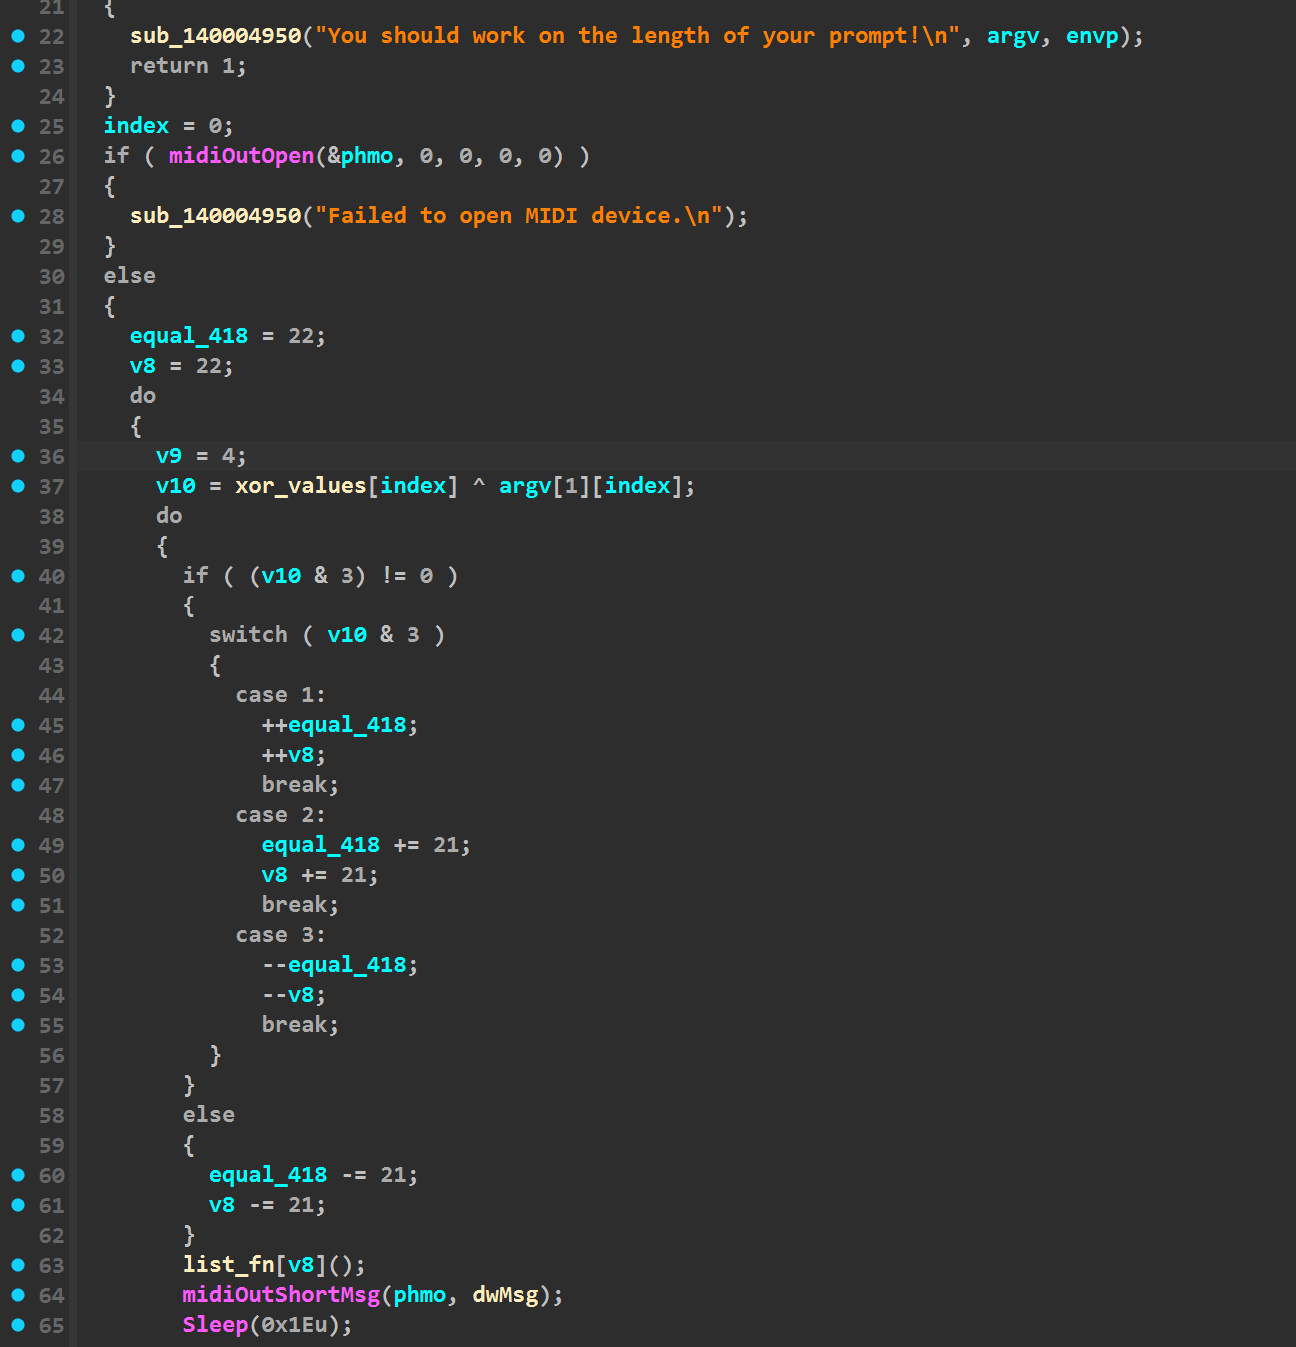 21 {
22 sub_140004950("You should work on the length of your prompt!\n", argv, envp);
23 return 1;
24 }
25 index = 0;
26 if ( midiOutOpen(&phmo, 0, 0, 0, 0) )
27 {
28 sub_140004950("Failed to open MIDI device.\n");
29 }
30 else
31 {
32 equal_418 = 22;
33 v8 = 22;
34 do
35 {
36 v9 = 4;
37 v10 = xor_values[index] ^ argv[1][index];
38 do
39 {
40 if ( (v10 & 3) != 0 )
41 {
42 switch ( v10 & 3 )
43 {
44 case 1:
45 ++equal_418;
46 ++v8;
47 break;
48 case 2:
49 equal_418 += 21;
50 v8 += 21;
51 break;
52 case 3:
53 --equal_418;
54 --v8;
55 break;
56 }
57 }
58 else
59 {
60 equal_418 -= 21;
61 v8 -= 21;
62 }
63 list_fn[v8]();
64 midiOutShortMsg(phmo, dwMsg);
65 Sleep(0x1Eu);